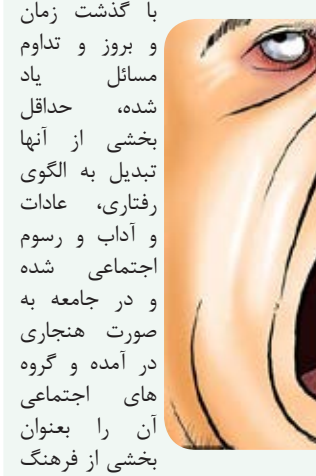 با گذشت زمان
و بروز و تداوم
مسائل یاد
شده، حداقل
بخشی از آنها
تبدیل به الگوی
رفتاری، عادات
و آداب و رسوم
اجتماعی شده
و در جامعه به
صورت هنجاری
در آمده و گروه
های اجتماعی
آن را بعنوان
بخشی از فرهنگ